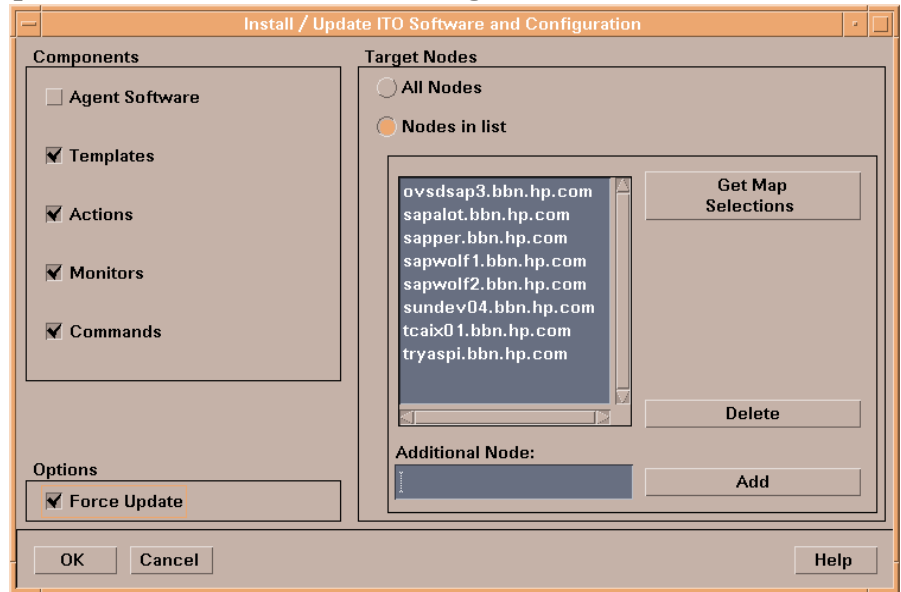 Install / Update ITO Software and Configuration
Components
Agent Software
Templates
Actions
Monitors
Commands
Options
Force Update
Target Nodes
All Nodes
Nodes in list
ovsdsap3.bbn.hp.com
sapalot.bbn.hp.com
sapper.bbn.hp.com
sapwolf1.bbn.hp.com
sapwolf2.bbn.hp.com
sundev04.bbn.hp.com
tcaix01.bbn.hp.com
tryaspi.bbn.hp.com
Get Map
Selections
Delete
Additional Node:
Add
OK
Cancel
Help